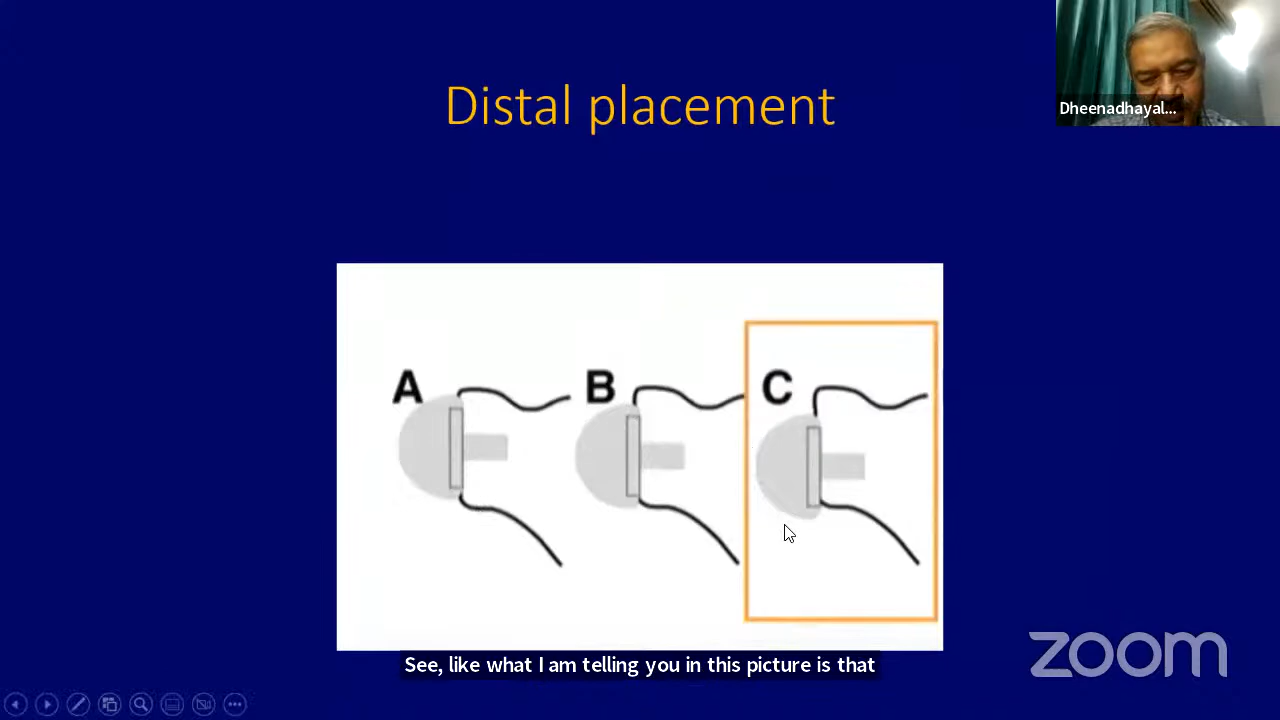 Dheenadhayal...
Distal placement
A B C
See, like what I am telling you in this picture is that
zoom